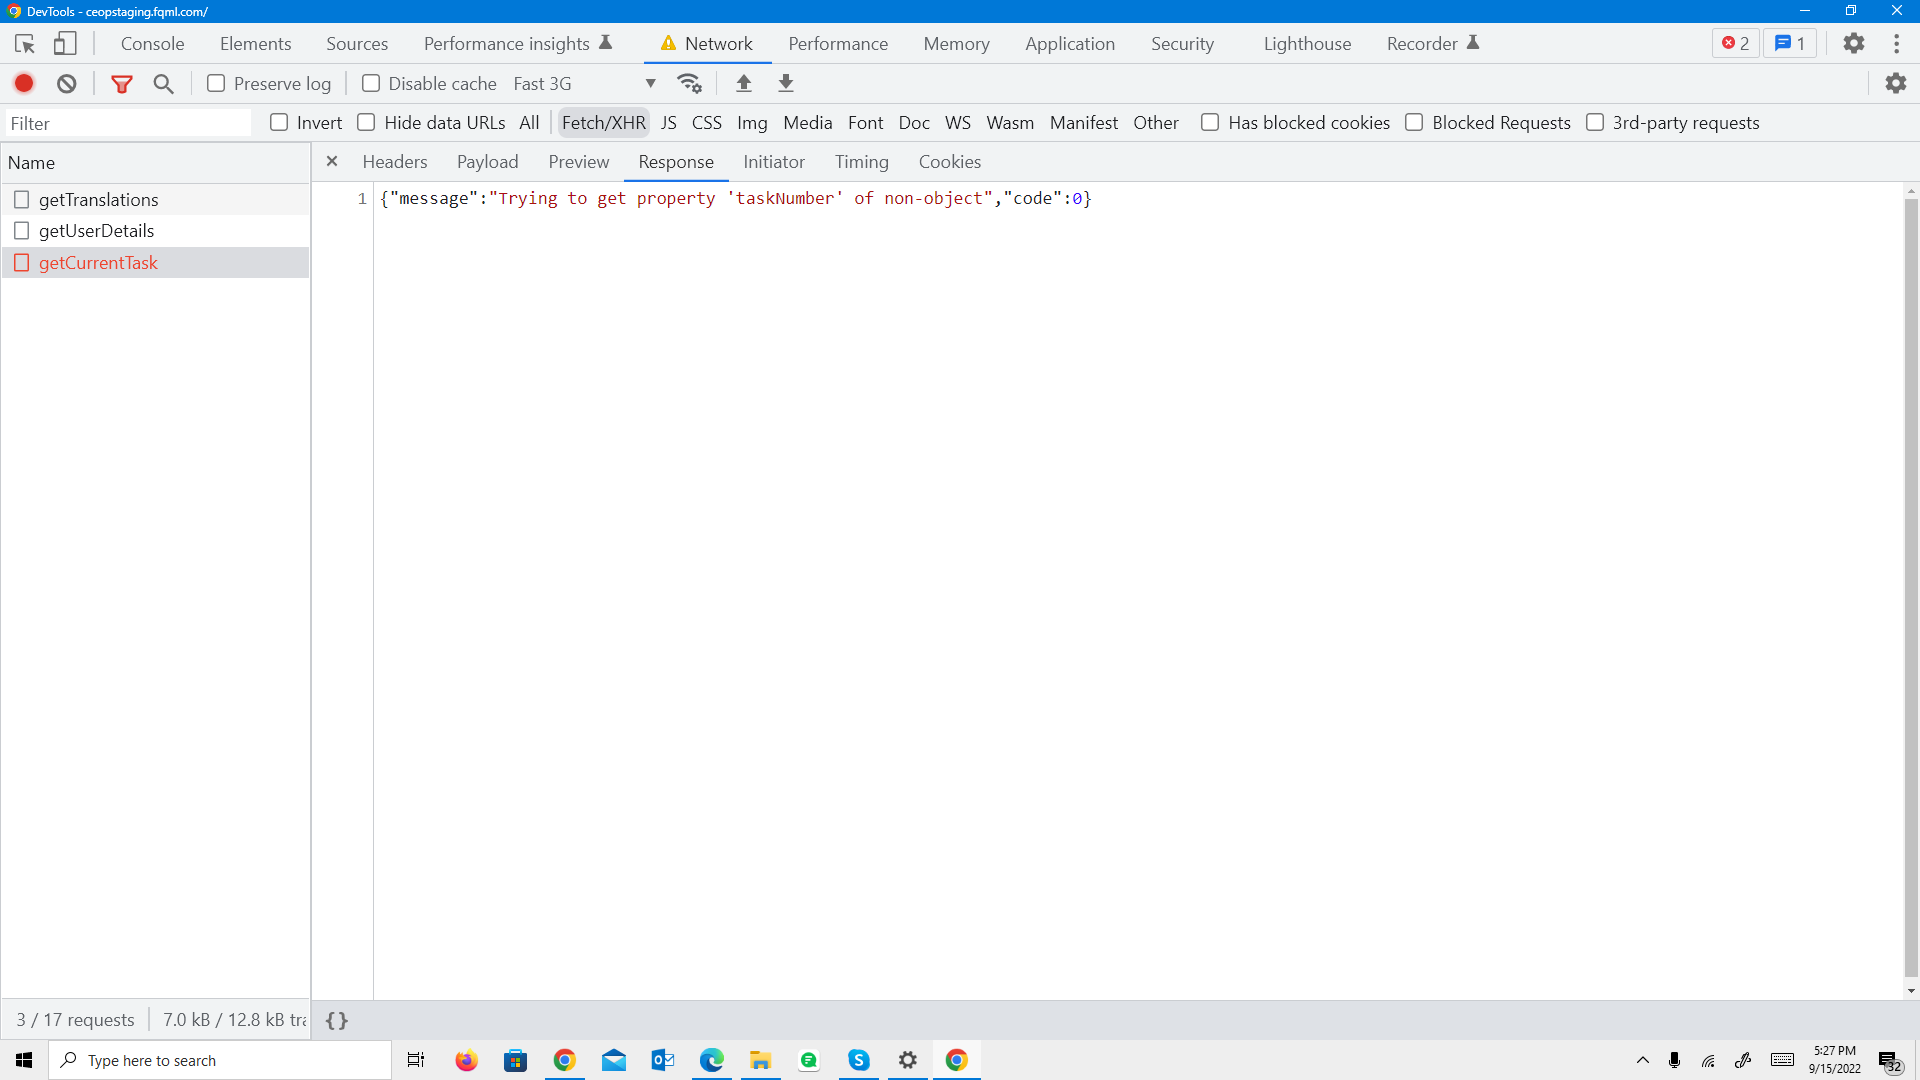 DevTools - ceopstaging.fqml.com/
Console Elements Sources Performance insights Network Performance Memory Application Security Lighthouse Recorder 2 1
Preserve log Disable cache Fast 3G
Filter Invert Hide data URLs All Fetch/XHR JS CSS Img Media Font Doc WS Wasm Manifest Other Has blocked cookies Blocked Requests 3rd-party requests
Name
Headers Payload Preview Response Initiator Timing Cookies
getTranslations
getUserDetails
getCurrentTask
1 {"message":"Trying to get property 'taskNumber' of non-object","code":0}
3 / 17 requests 7.0 kB / 12.8 kB tra
{}
Type here to search
5:27 PM
9/15/2022
32